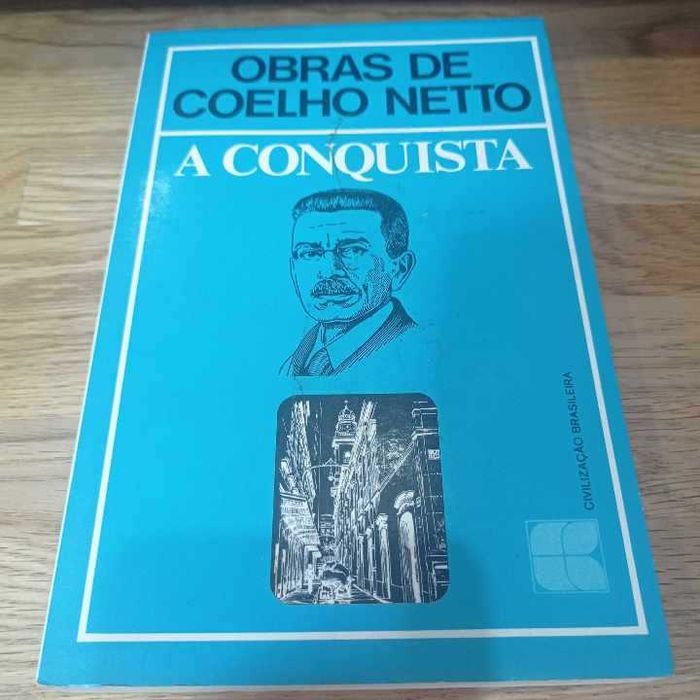 OBRAS DE
COELHO NETTO
A CONQUISTA
CIVILIZAÇÃO BRASILEIRA